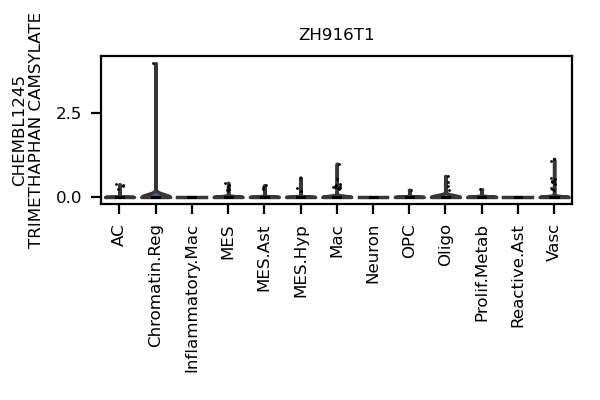 ZH916T1
CHEMBL1245
TRIMETHAPHAN CAMSYLATE
2.5
0.0
AC
Chromatin.Reg
Inflammatory.Mac
MES
MES.Ast
MES.Hyp
Mac
Neuron
OPC
Oligo
Prolif.Metab
Reactive.Ast
Vasc